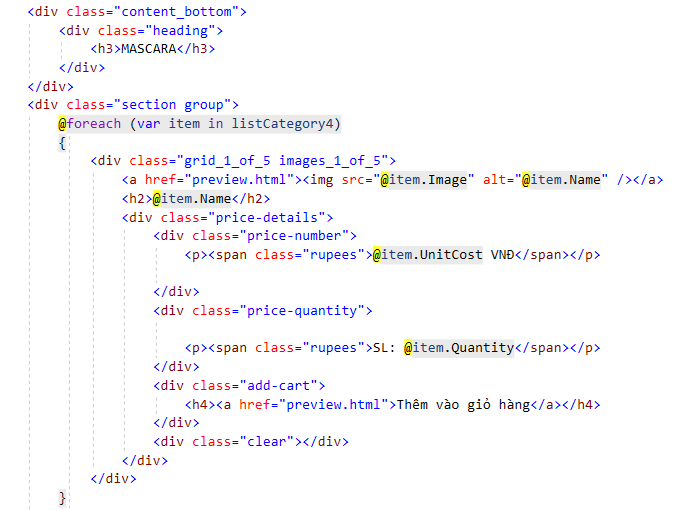 <div class="content_bottom">
<div class="heading">
<h3>MASCARA</h3>
</div>
</div>
<div class="section group">
@foreach (var item in listCategory4)
{
<div class="grid_1_of_5 images_1_of_5">
<a href="preview.html"><img src="@item.Image" alt="@item.Name" /></a>
<h2>@item.Name</h2>
<div class="price-details">
<div class="price-number">
<p><span class="rupees">@item.UnitCost VNĐ</span></p>
</div>
<div class="price-quantity">
<p><span class="rupees">SL: @item.Quantity</span></p>
</div>
<div class="add-cart">
<h4><a href="preview.html">Thêm vào giỏ hàng</a></h4>
</div>
<div class="clear"></div>
</div>
</div>
}